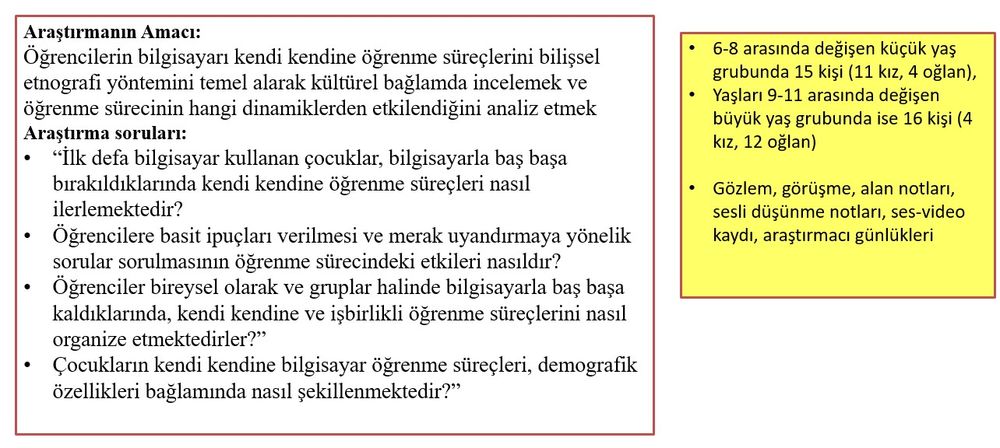 Araştırmanın Amacı:
Öğrencilerin bilgisayarı kendi kendine öğrenme süreçlerini bilişsel
etnografi yöntemini temel alarak kültürel bağlamda incelemek ve
öğrenme sürecinin hangi dinamiklerden etkilendiğini analiz etmek
Araştırma soruları:
• “İlk defa bilgisayar kullanan çocuklar, bilgisayarla baş başa
bırakıldıklarında kendi kendine öğrenme süreçleri nasıl
ilerlemektedir?
• Öğrencilere basit ipuçları verilmesi ve merak uyandırmaya yönelik
sorular sorulmasının öğrenme sürecindeki etkileri nasıldır?
• Öğrenciler bireysel olarak ve gruplar halinde bilgisayarla baş başa
kaldıklarında, kendi kendine ve işbirlikli öğrenme süreçlerini nasıl
organize etmektedirler?”
• Çocukların kendi kendine bilgisayar öğrenme süreçleri, demografik
özellikleri bağlamında nasıl şekillenmektedir?”
• 6-8 arasında değişen küçük yaş
grubunda 15 kişi (11 kız, 4 oğlan),
• Yaşları 9-11 arasında değişen
büyük yaş grubunda ise 16 kişi (4
kız, 12 oğlan)
• Gözlem, görüşme, alan notları,
sesli düşünme notları, ses-video
kaydı, araştırmacı günlükleri